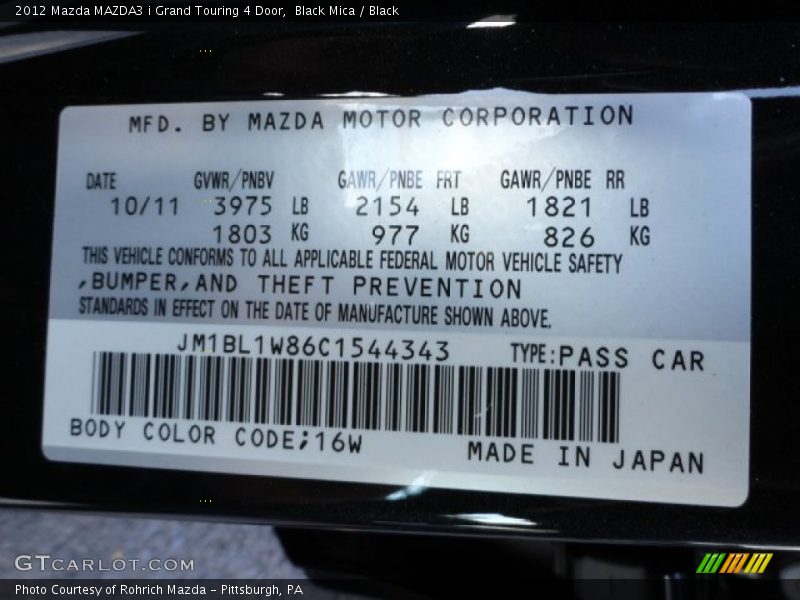 2012 Mazda MAZDA3 i Grand Touring 4 Door, Black Mica / Black
MFD. BY MAZDA MOTOR CORPORATION
DATE GVWR/PNBV GAWR/PNBE FRT GAWR/PNBE RR
10/11 3975 LB 2154 LB 1821 LB
1803 KG 977 KG 826 KG
THIS VEHICLE CONFORMS TO ALL APPLICABLE FEDERAL MOTOR VEHICLE SAFETY
,BUMPER,AND THEFT PREVENTION
STANDARDS IN EFFECT ON THE DATE OF MANUFACTURE SHOWN ABOVE.
JM1BL1W86C1544343 TYPE:PASS CAR
BODY COLOR CODE;16W MADE IN JAPAN
GTCARLOT.COM
Photo Courtesy of Rohrich Mazda - Pittsburgh, PA